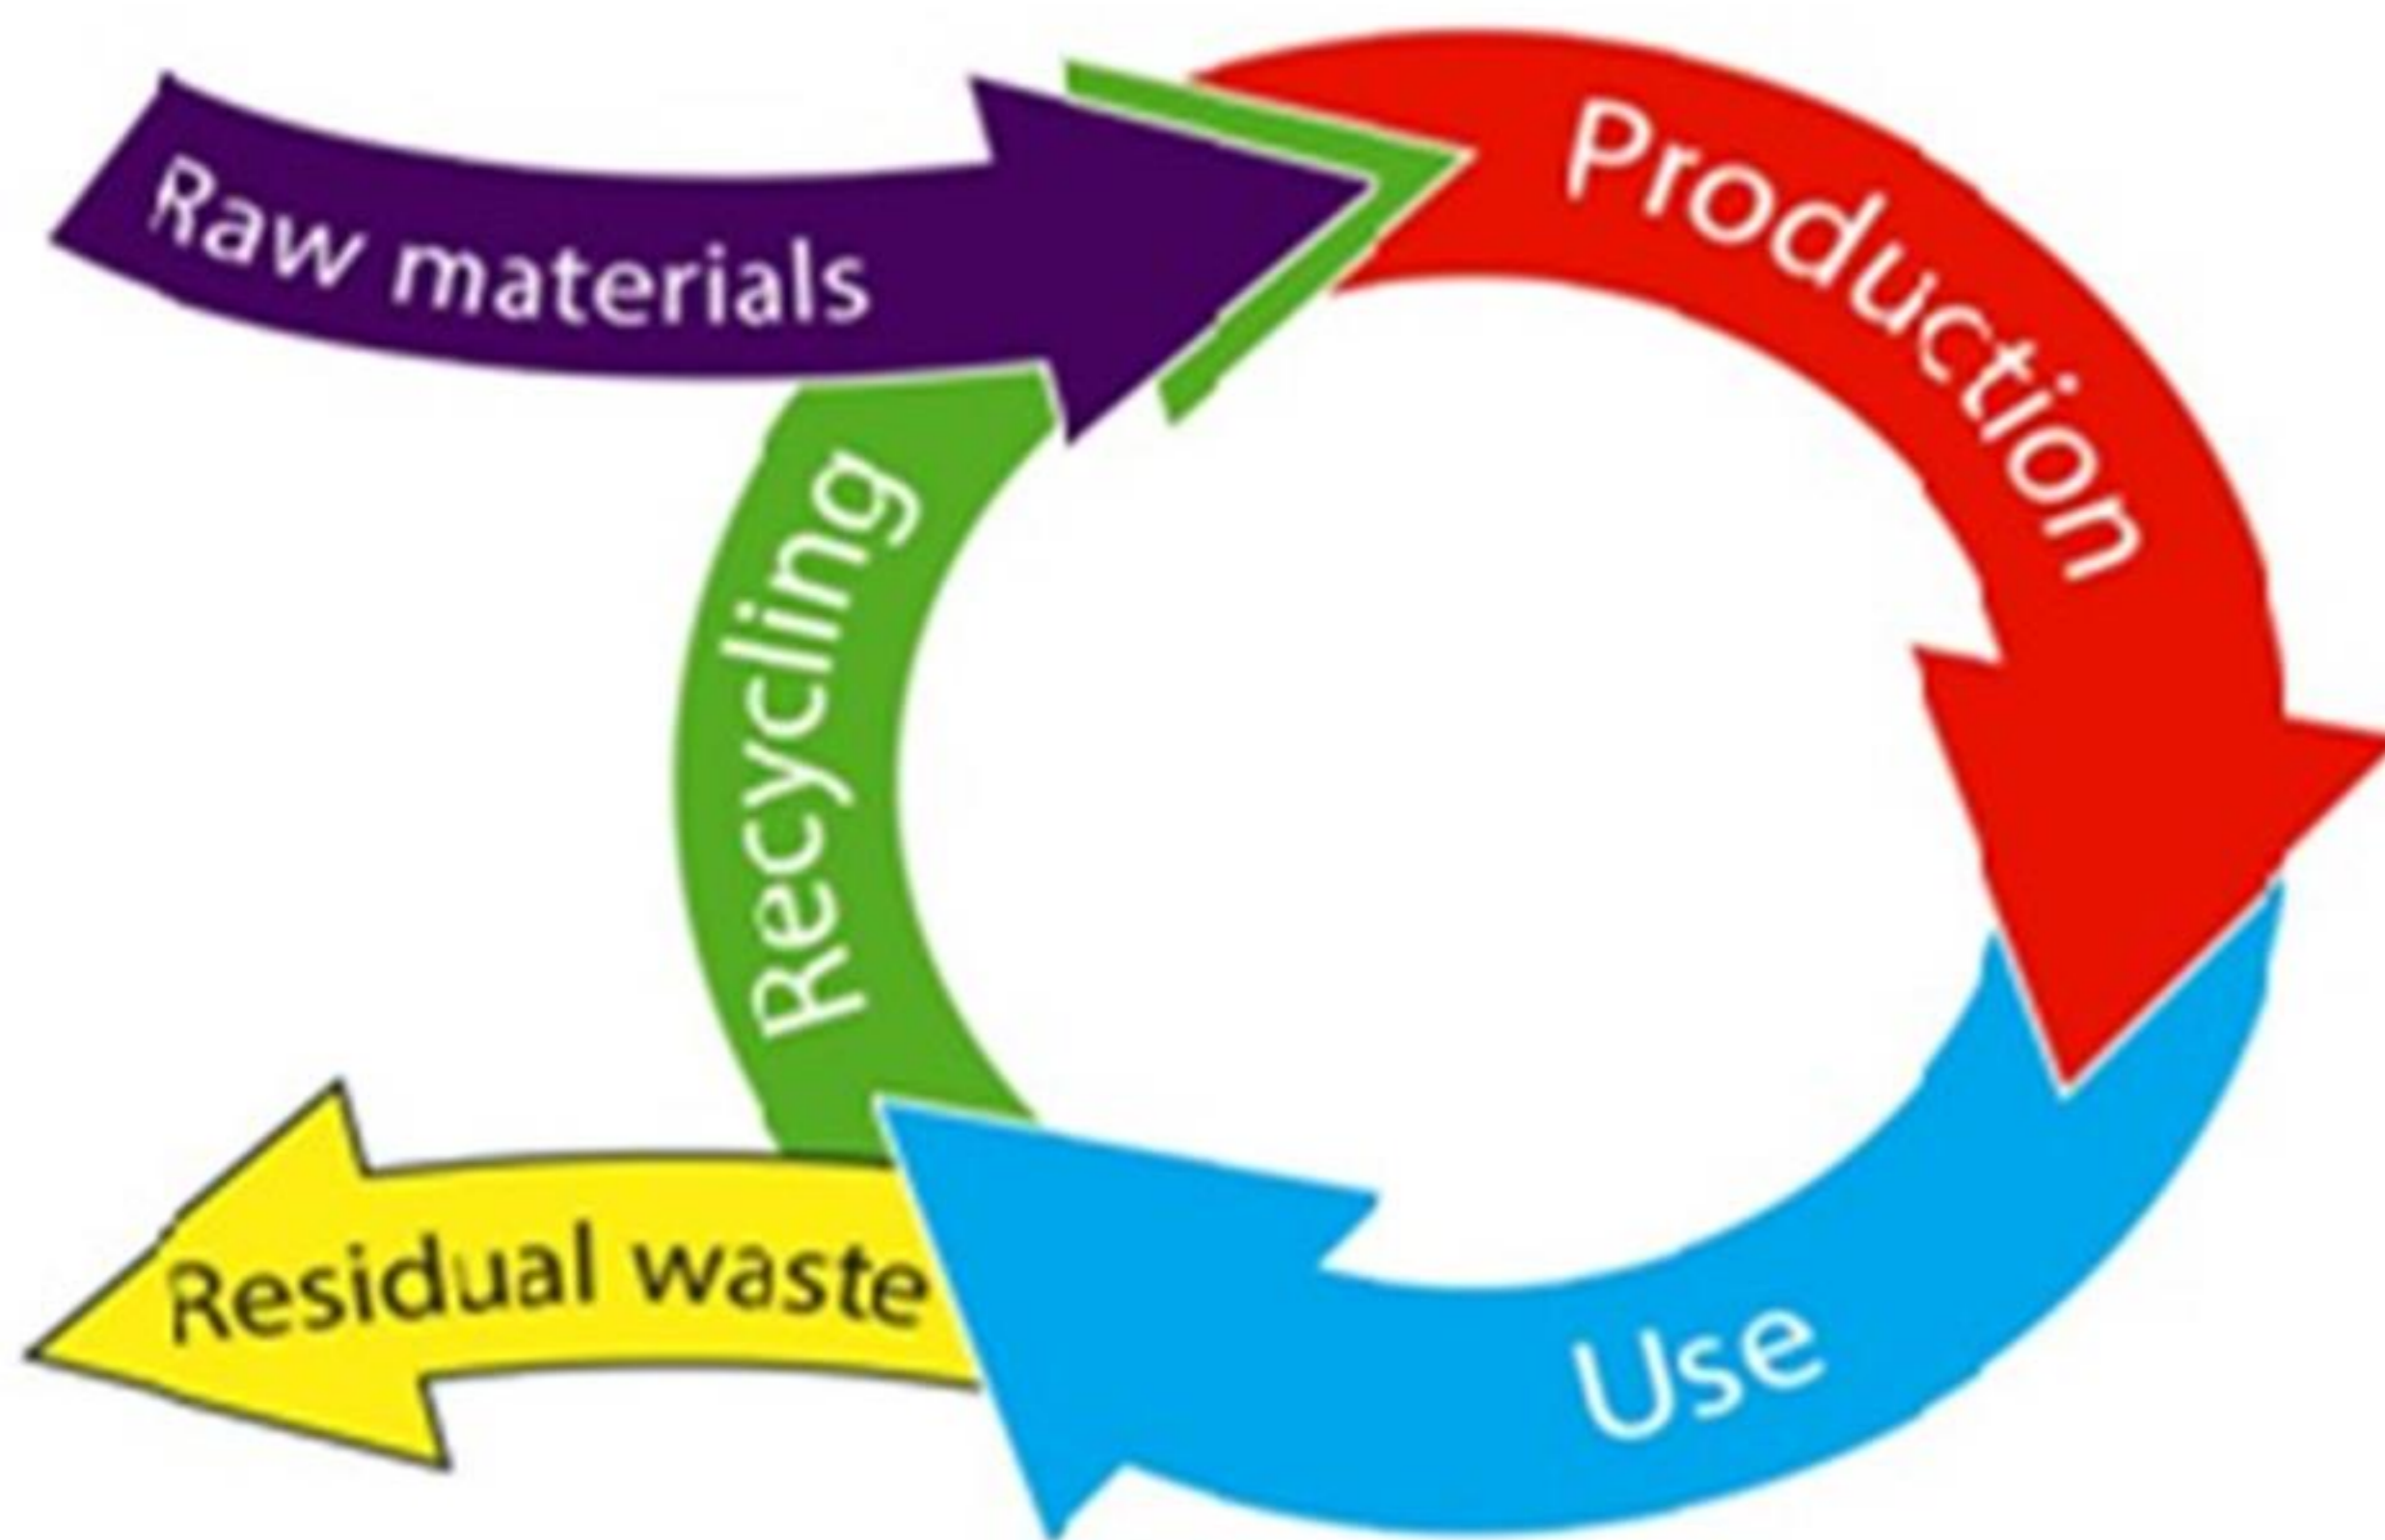 Raw materials
Production
Recycling
Residual waste
Use